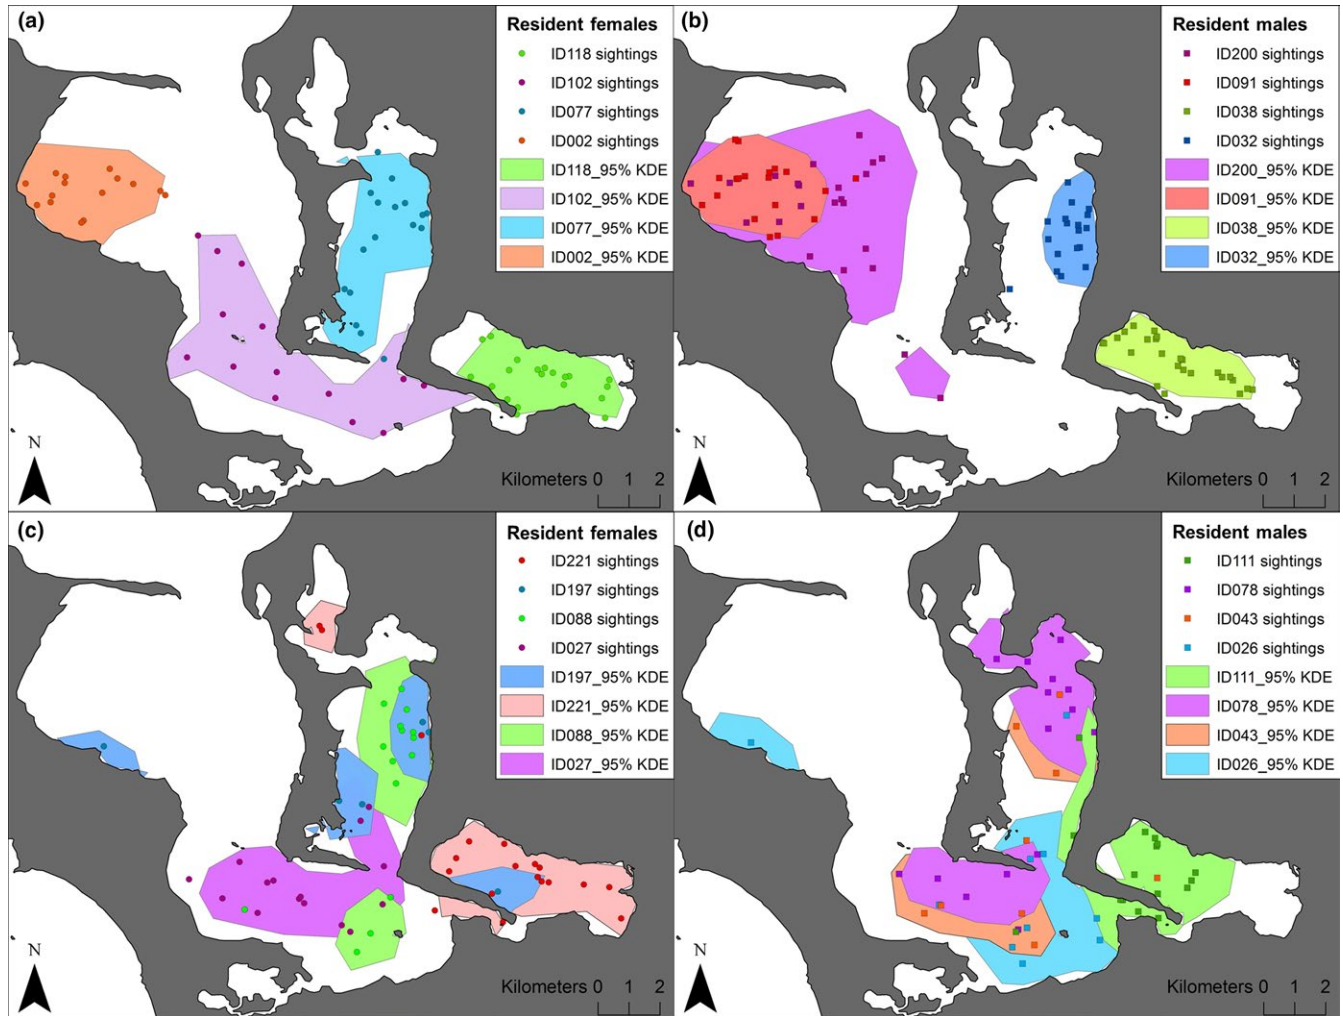 (a)
Resident females
ID118 sightings
ID102 sightings
ID077 sightings
ID002 sightings
ID118_95% KDE
ID102_95% KDE
ID077_95% KDE
ID002_95% KDE
N
Kilometers 0 1 2
(b)
Resident males
ID200 sightings
ID091 sightings
ID038 sightings
ID032 sightings
ID200_95% KDE
ID091_95% KDE
ID038_95% KDE
ID032_95% KDE
N
Kilometers 0 1 2
(c)
Resident females
ID221 sightings
ID197 sightings
ID088 sightings
ID027 sightings
ID197_95% KDE
ID221_95% KDE
ID088_95% KDE
ID027_95% KDE
N
Kilometers 0 1 2
(d)
Resident males
ID111 sightings
ID078 sightings
ID043 sightings
ID026 sightings
ID111_95% KDE
ID078_95% KDE
ID043_95% KDE
ID026_95% KDE
N
Kilometers 0 1 2